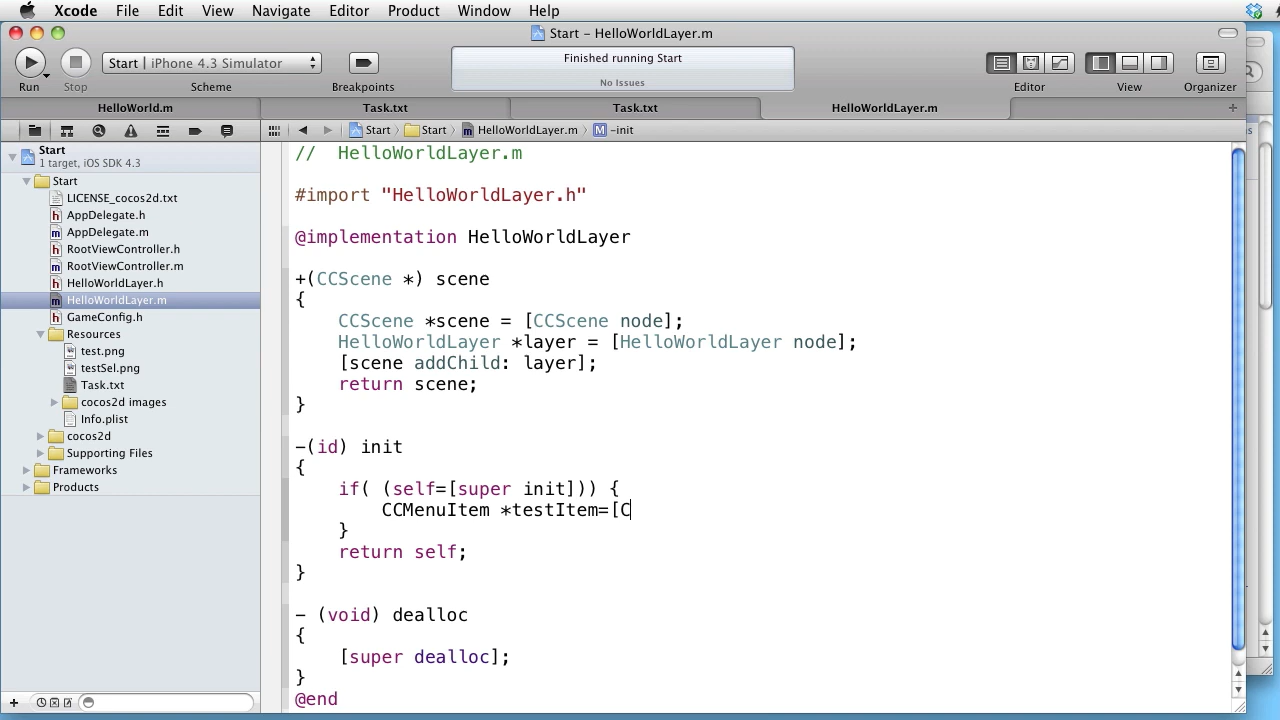 Xcode File Edit View Navigate Editor Product Window Help
Start – HelloWorldLayer.m
Start | iPhone 4.3 Simulator
Finished running Start
No Issues
Run Stop Scheme Breakpoints Editor View Organizer
HelloWorld.m Task.txt Task.txt HelloWorldLayer.m
Start Start HelloWorldLayer.m M -init
Start
1 target, iOS SDK 4.3
Start
LICENSE_cocos2d.txt
h AppDelegate.h
m AppDelegate.m
h RootViewController.h
m RootViewController.m
h HelloWorldLayer.h
m HelloWorldLayer.m
h GameConfig.h
Resources
test.png
testSel.png
Task.txt
cocos2d images
Info.plist
cocos2d
Supporting Files
Frameworks
Products
// HelloWorldLayer.m
#import "HelloWorldLayer.h"
@implementation HelloWorldLayer
+(CCScene *) scene
{
CCScene *scene = [CCScene node];
HelloWorldLayer *layer = [HelloWorldLayer node];
[scene addChild: layer];
return scene;
}
-(id) init
{
if( (self=[super init])) {
CCMenuItem *testItem=[C
}
return self;
}
- (void) dealloc
{
[super dealloc];
}
@end